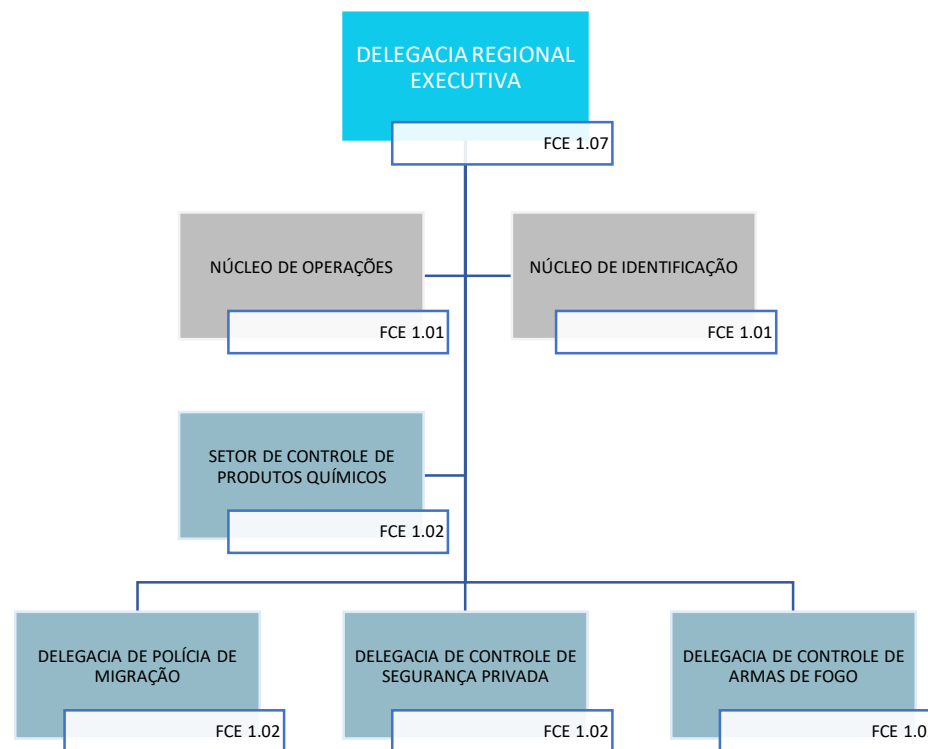 DELEGACIA REGIONAL
EXECUTIVA
FCE 1.07
NÚCLEO DE OPERAÇÕES
FCE 1.01
NÚCLEO DE IDENTIFICAÇÃO
FCE 1.01
SETOR DE CONTROLE DE
PRODUTOS QUÍMICOS
FCE 1.02
DELEGACIA DE POLÍCIA DE
MIGRAÇÃO
FCE 1.02
DELEGACIA DE CONTROLE DE
SEGURANÇA PRIVADA
FCE 1.02
DELEGACIA DE CONTROLE DE
ARMAS DE FOGO
FCE